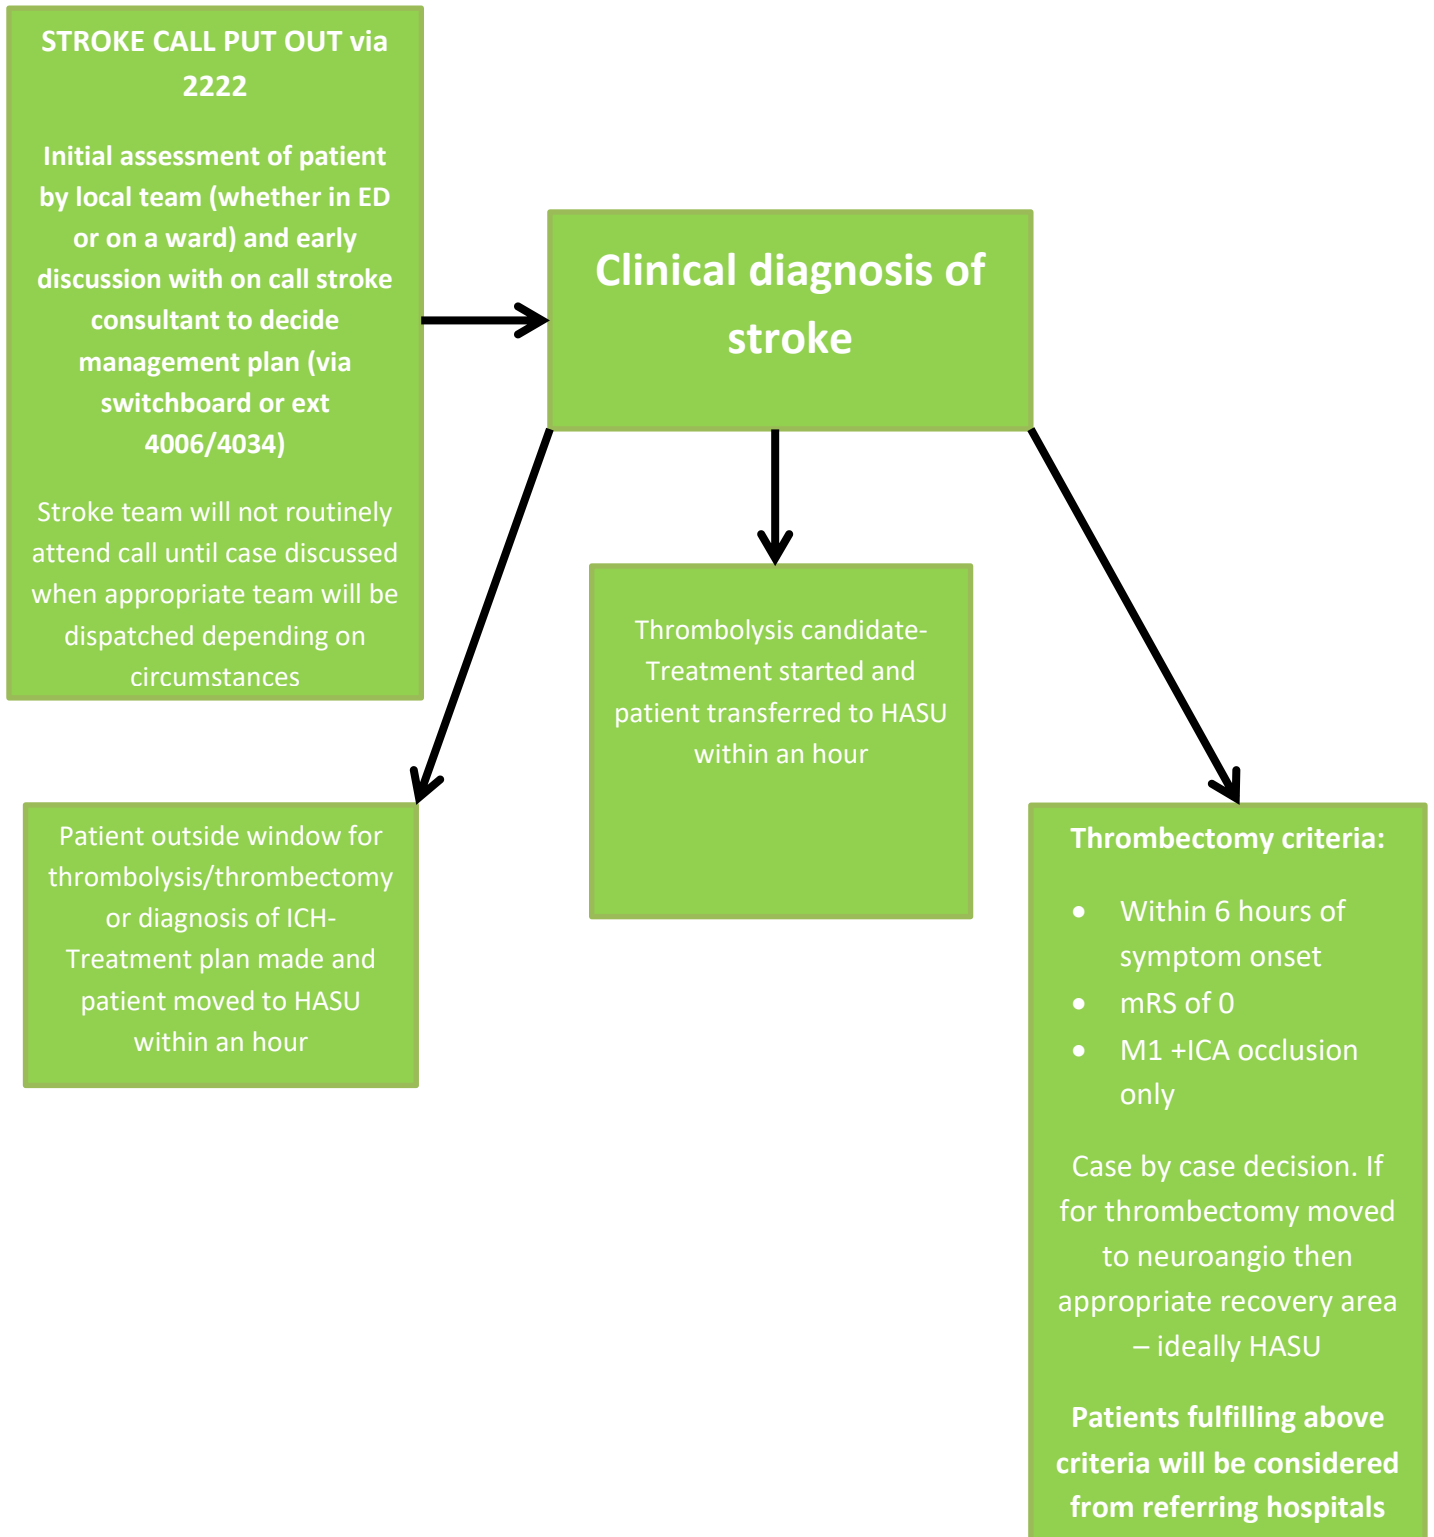 STROKE CALL PUT OUT via
2222
Initial assessment of patient
by local team (whether in ED
or on a ward) and early
discussion with on call stroke
consultant to decide
management plan (via
switchboard or ext
4006/4034)
Stroke team will not routinely
attend call until case discussed
when appropriate team will be
dispatched depending on
circumstances
Clinical diagnosis of
stroke
Thrombolysis candidate-
Treatment started and
patient transferred to HASU
within an hour
Patient outside window for
thrombolysis/thrombectomy
or diagnosis of ICH-
Treatment plan made and
patient moved to HASU
within an hour
Thrombectomy criteria:
• Within 6 hours of
symptom onset
• mRS of 0
• M1 +ICA occlusion
only
Case by case decision. If
for thrombectomy moved
to neuroangio then
appropriate recovery area
– ideally HASU
Patients fulfilling above
criteria will be considered
from referring hospitals